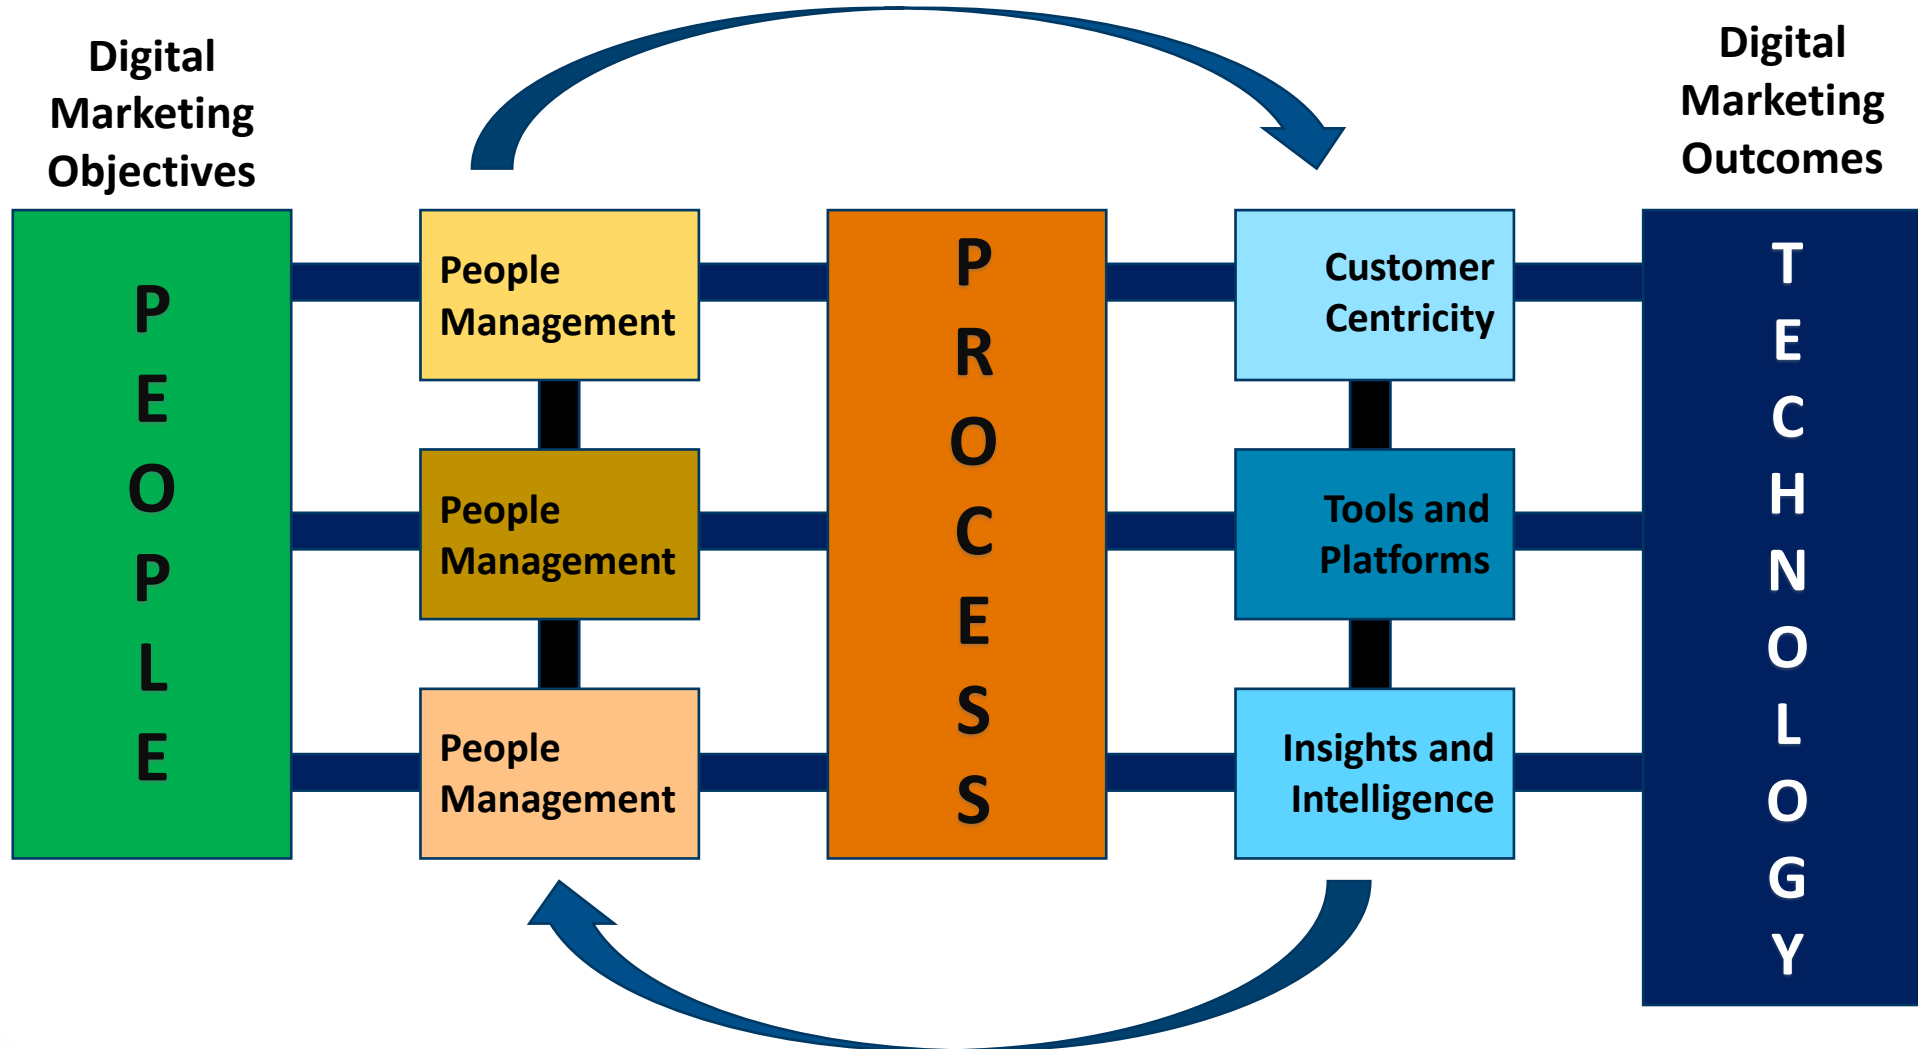 Digital
Marketing
Objectives
Digital
Marketing
Outcomes
P
E
O
P
L
E
People
Management
People
Management
People
Management
P
R
O
C
E
S
S
Customer
Centricity
Tools and
Platforms
Insights and
Intelligence
T
E
C
H
N
O
L
O
G
Y